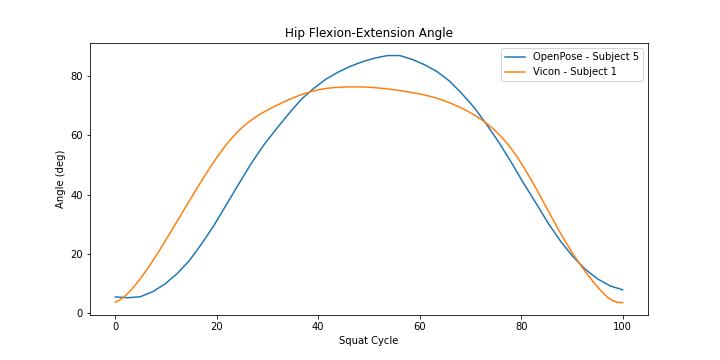 Hip Flexion-Extension Angle
OpenPose - Subject 5
Vicon - Subject 1
80
60
40
20
0
Angle (deg)
0 20 40 60 80 100
Squat Cycle